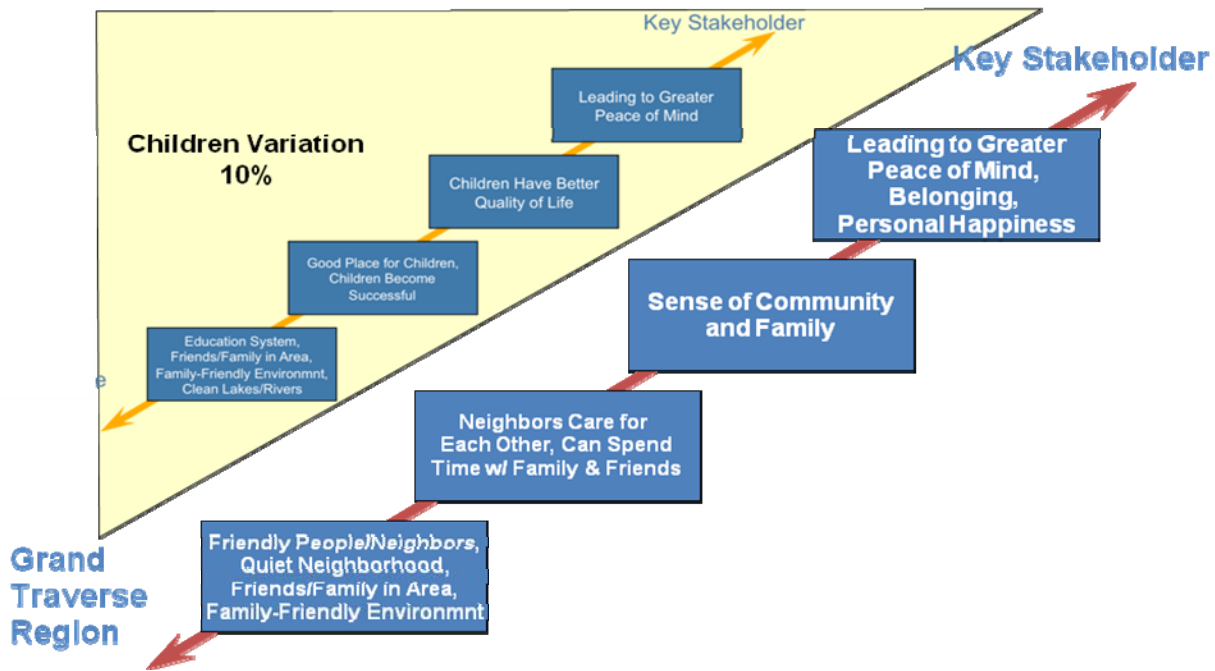 Key Stakeholder
Leading to Greater
Peace of Mind
Children Variation
10%
Children Have Better
Quality of Life
Good Place for Children,
Children Become
Successful
Education System,
Friends/Family in Area,
Family-Friendly Environmnt,
Clean Lakes/Rivers
e
Key Stakeholder
Leading to Greater
Peace of Mind,
Belonging,
Personal Happiness
Sense of Community
and Family
Neighbors Care for
Each Other, Can Spend
Time w/ Family & Friends
Friendly People/Neighbors,
Quiet Neighborhood,
Friends/Family in Area,
Family-Friendly Environmnt
Grand
Traverse
Region